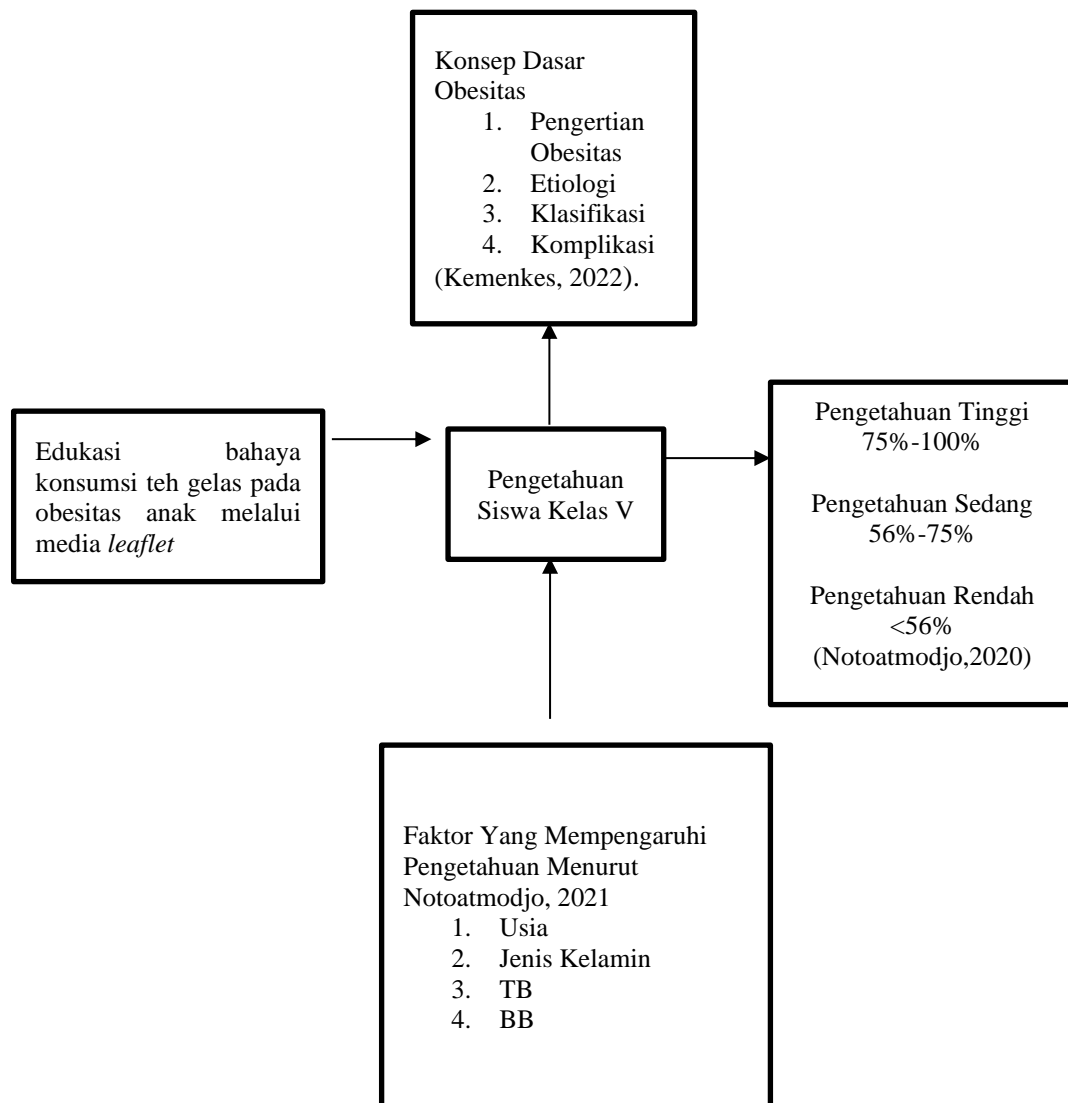 Konsep Dasar
Obesitas
1. Pengertian
Obesitas
2. Etiologi
3. Klasifikasi
4. Komplikasi
(Kemenkes, 2022).
Edukasi bahaya
konsumsi teh gelas pada
obesitas anak melalui
media leaflet
Pengetahuan
Siswa Kelas V
Pengetahuan Tinggi
75%-100%
Pengetahuan Sedang
56%-75%
Pengetahuan Rendah
<56%
(Notoatmodjo,2020)
Faktor Yang Mempengaruhi
Pengetahuan Menurut
Notoatmodjo, 2021
1. Usia
2. Jenis Kelamin
3. TB
4. BB